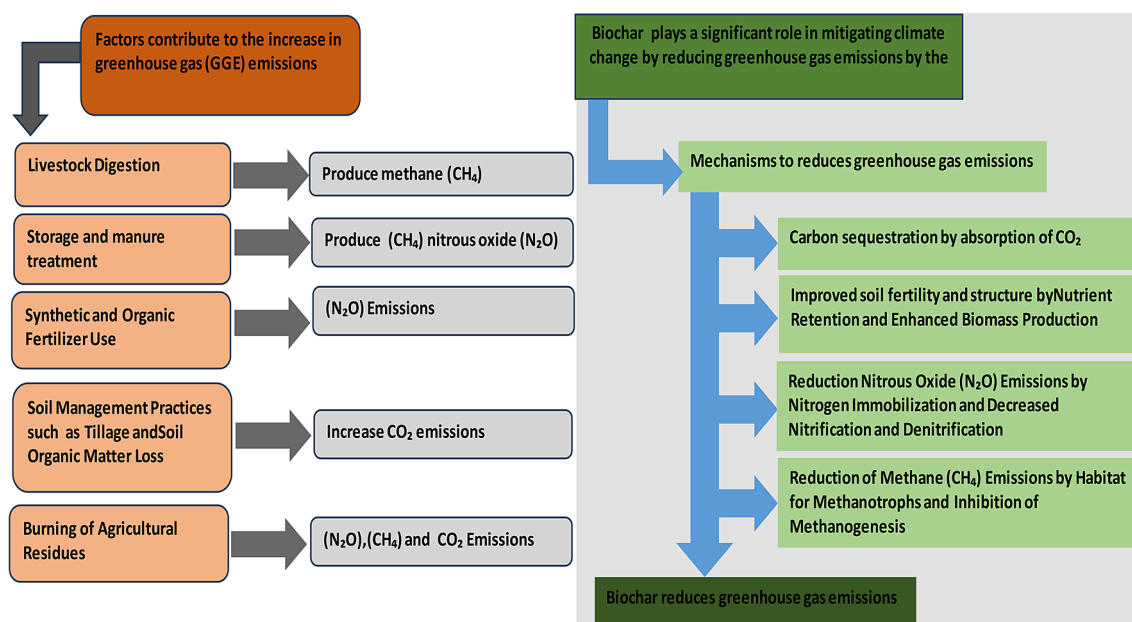 Factors contribute to the increase in
greenhouse gas (GGE) emissions
Livestock Digestion
Produce methane (CH₄)
Storage and manure
treatment
Produce (CH₄) nitrous oxide (N₂O)
Synthetic and Organic
Fertilizer Use
(N₂O) Emissions
Soil Management Practices
such as Tillage andSoil
Organic Matter Loss
Increase CO₂ emissions
Burning of Agricultural
Residues
(N₂O),(CH₄) and CO₂ Emissions
Biochar plays a significant role in mitigating climate
change by reducing greenhouse gas emissions by the
Mechanisms to reduces greenhouse gas emissions
Carbon sequestration by absorption of CO₂
Improved soil fertility and structure byNutrient
Retention and Enhanced Biomass Production
Reduction Nitrous Oxide (N₂O) Emissions by
Nitrogen Immobilization and Decreased
Nitrification and Denitrification
Reduction of Methane (CH₄) Emissions by Habitat
for Methanotrophs and Inhibition of
Methanogenesis
Biochar reduces greenhouse gas emissions